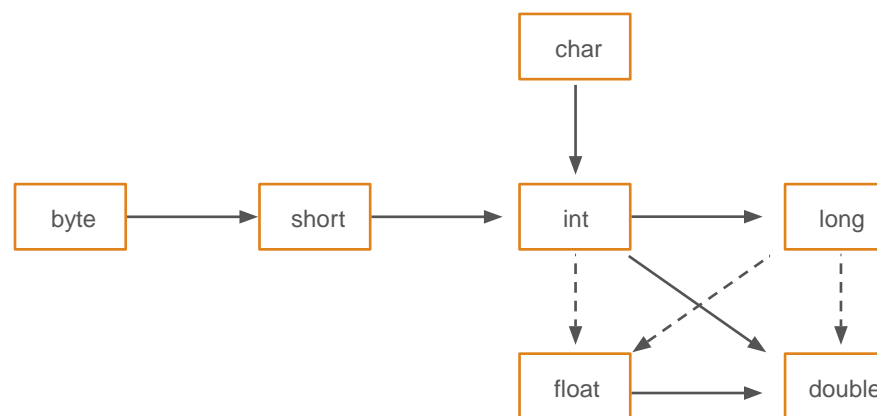 char
byte
short
int
long
float
double